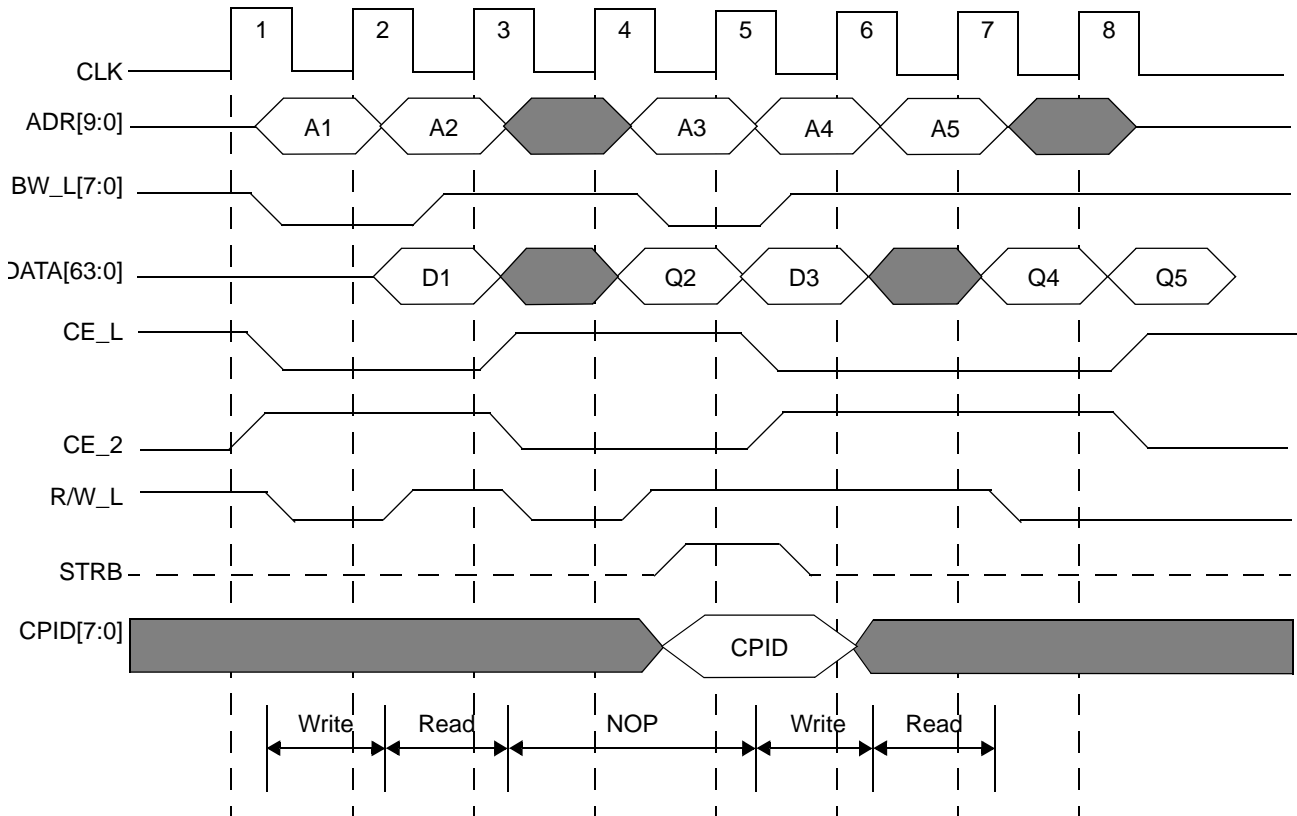 1 2 3 4 5 6 7 8
CLK
ADR[9:0] A1 A2 A3 A4 A5
BW_L[7:0]
DATA[63:0] D1 Q2 D3 Q4 Q5
CE_L
CE_2
R/W_L
STRB
CPID[7:0] CPID
Write Read NOP Write Read